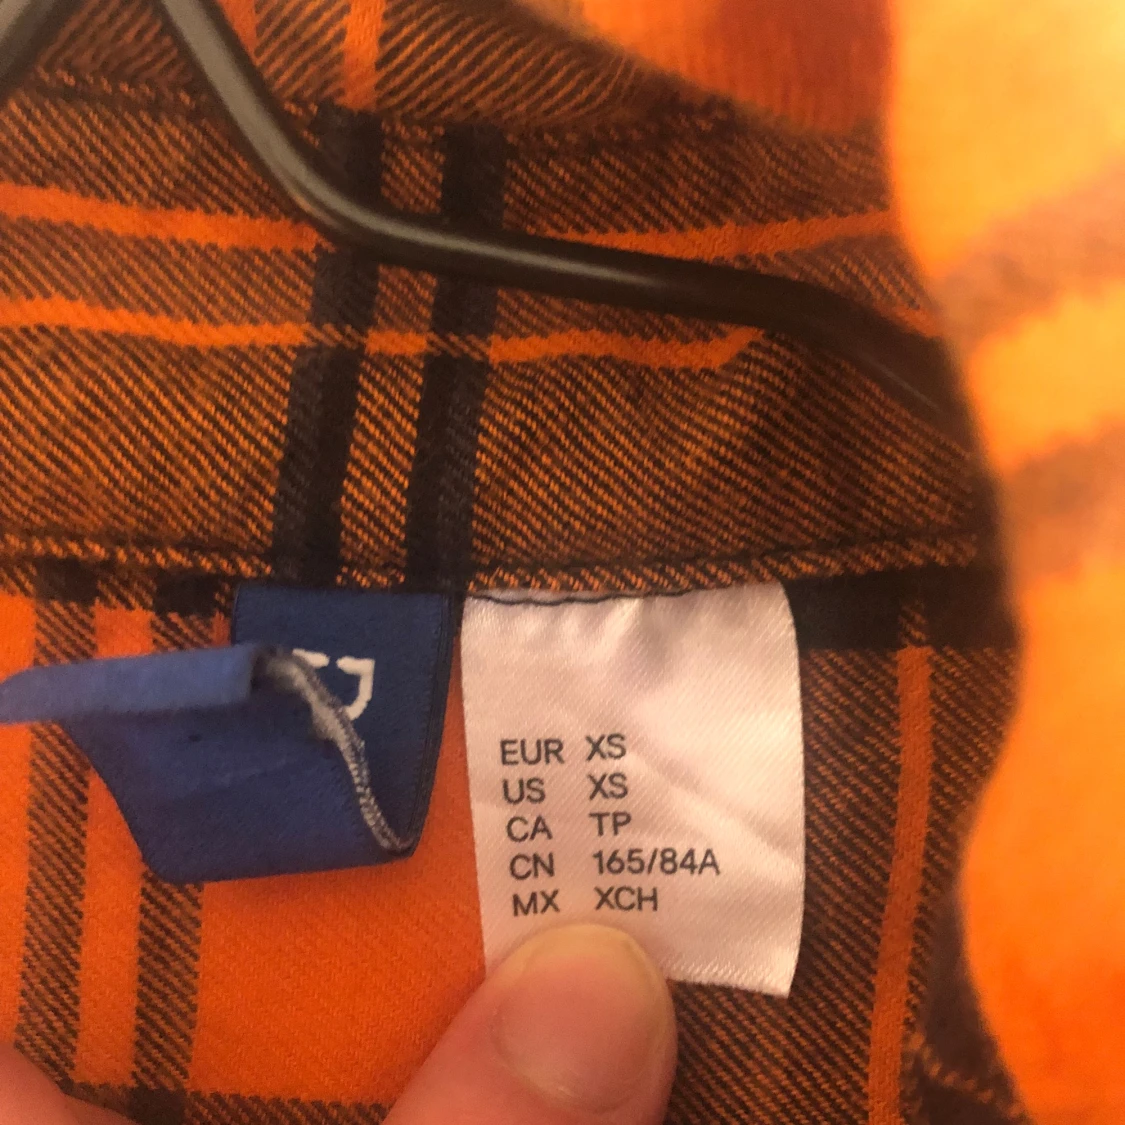 EUR XS
US XS
CA TP
CN 165/84A
MX XCH